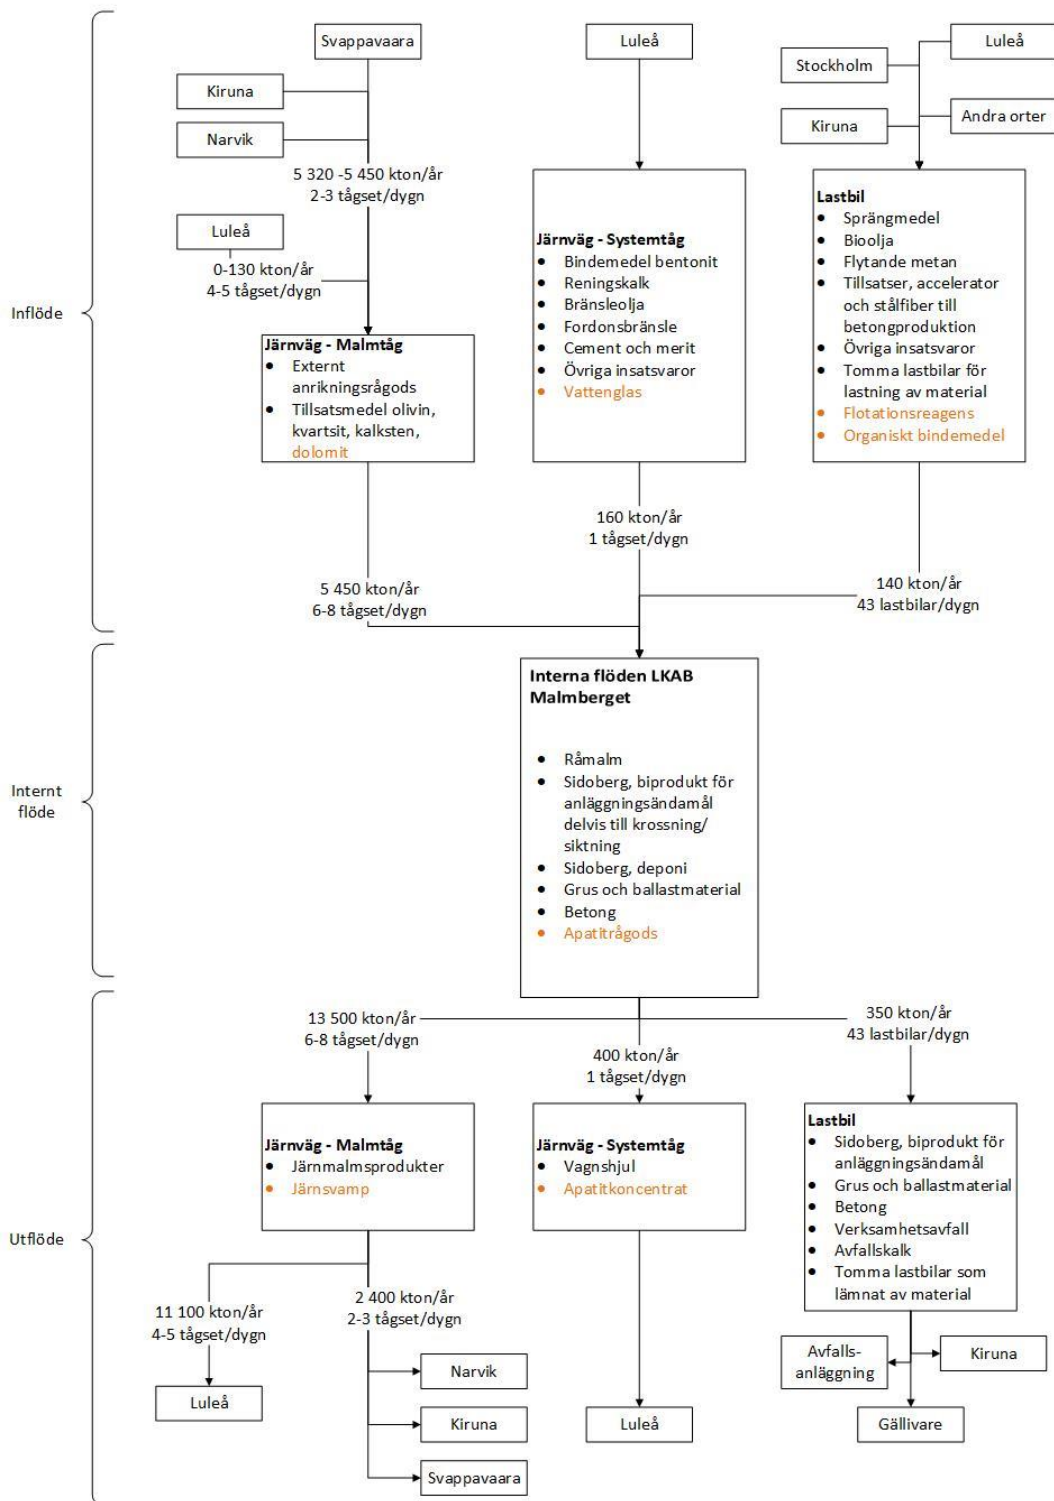 Inflöde
Svappavaara
Kiruna
Narvik
5 320 -5 450 kton/år
2-3 tågset/dygn
Luleå
0-130 kton/år
4-5 tågset/dygn
Järnväg - Malmtåg
● Externt
anrikningsrågods
● Tillsatsmedel olivin,
kvartsit, kalksten,
dolomit
5 450 kton/år
6-8 tågset/dygn
Luleå
Järnväg - Systemtåg
● Bindemedel bentonit
● Reningskalk
● Bränsleolja
● Fordonsbränsle
● Cement och merit
● Övriga insatsvaror
● Vattenglas
160 kton/år
1 tågset/dygn
Luleå
Stockholm
Andra orter
Kiruna
Lastbil
● Sprängmedel
● Bioolja
● Flytande metan
● Tillsatser, accelerator
och stålfiber till
betongproduktion
● Övriga insatsvaror
● Tomma lastbilar för
lastning av material
● Flotationsreagens
● Organiskt bindemedel
140 kton/år
43 lastbilar/dygn
Internt
flöde
Interna flöden LKAB
Malmberget
● Råmalm
● Sidoberg, biprodukt för
anläggningsändamål
delvis till krossning/
siktning
● Sidoberg, deponi
● Grus och ballastmaterial
● Betong
● Apatitrågods
Utflöde
13 500 kton/år
6-8 tågset/dygn
Järnväg - Malmtåg
● Järnmalmsprodukter
● Järnsvamp
11 100 kton/år
4-5 tågset/dygn
Luleå
2 400 kton/år
2-3 tågset/dygn
Narvik
Kiruna
Svappavaara
400 kton/år
1 tågset/dygn
Järnväg - Systemtåg
● Vagnshjul
● Apatitkoncentrat
Luleå
350 kton/år
43 lastbilar/dygn
Lastbil
● Sidoberg, biprodukt för
anläggningsändamål
● Grus och ballastmaterial
● Betong
● Verksamhetsavfall
● Avfallskalk
● Tomma lastbilar som
lämnat av material
Avfalls-
anläggning
Kiruna
Gällivare